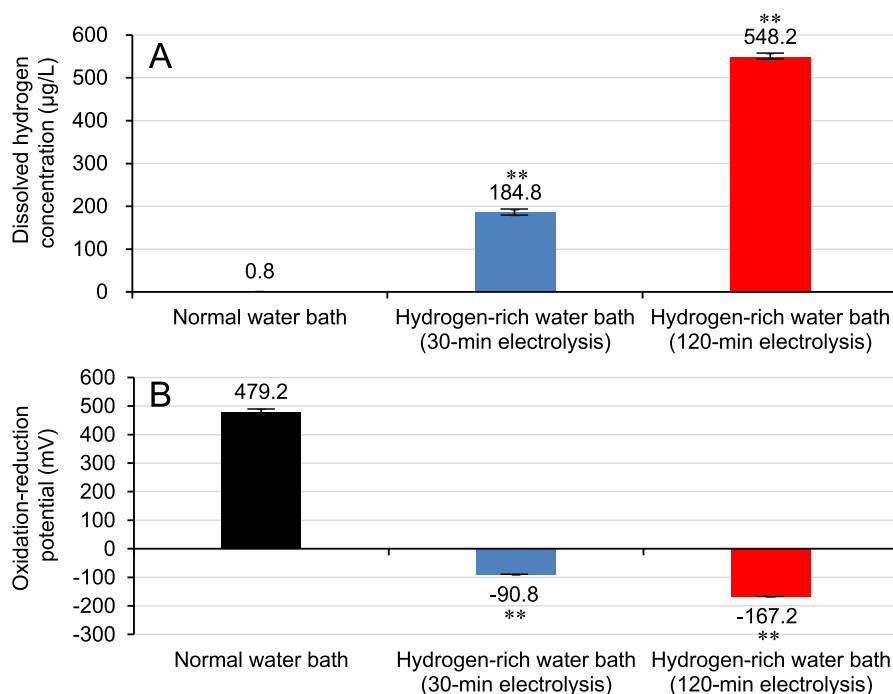 A
Dissolved hydrogen
concentration (µg/L)
600
500
400
300
200
100
0
0.8
**
184.8
**
548.2
Normal water bath
Hydrogen-rich water bath
(30-min electrolysis)
Hydrogen-rich water bath
(120-min electrolysis)
B
Oxidation-reduction
potential (mV)
600
500
400
300
200
100
0
-100
-200
-300
479.2
-90.8
**
-167.2
**
Normal water bath
Hydrogen-rich water bath
(30-min electrolysis)
Hydrogen-rich water bath
(120-min electrolysis)